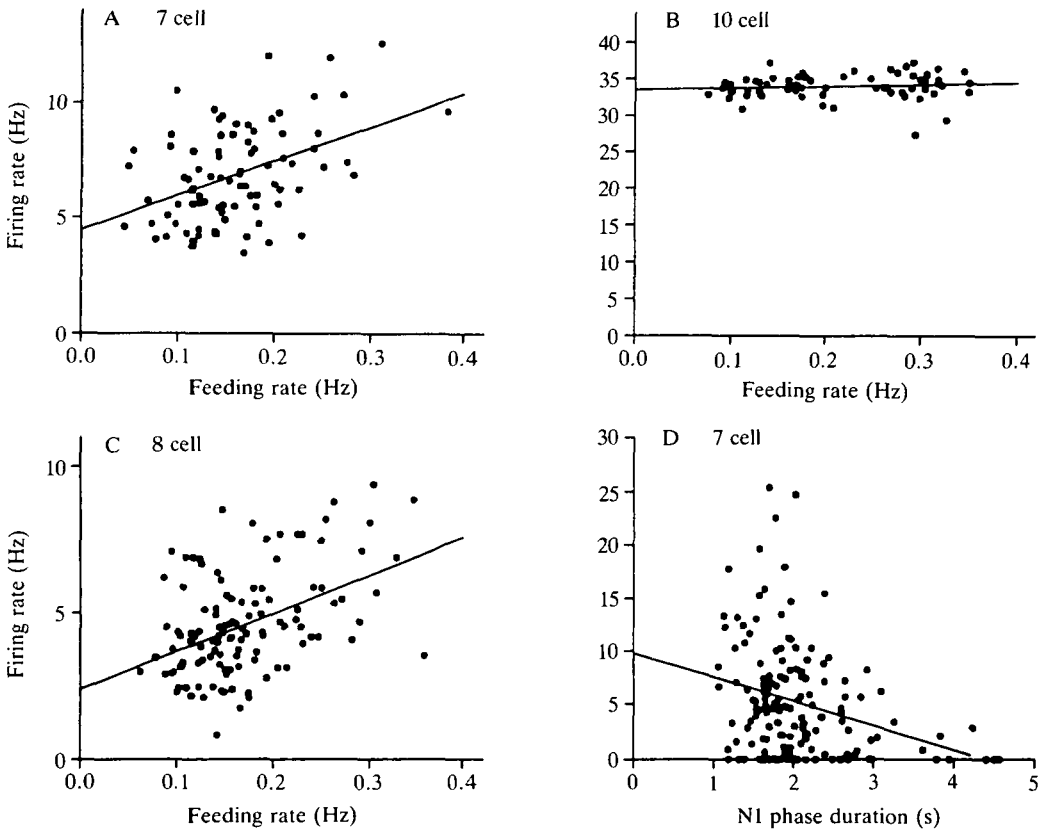 A 7 cell
10
5
0
Firing rate (Hz)
0.0 0.1 0.2 0.3 0.4
Feeding rate (Hz)
B 10 cell
40
35
30
25
20
15
10
5
0
0.0 0.1 0.2 0.3 0.4
Feeding rate (Hz)
C 8 cell
10
5
0
Firing rate (Hz)
0.0 0.1 0.2 0.3 0.4
Feeding rate (Hz)
D 7 cell
30
25
20
15
10
5
0
0 1 2 3 4 5
N1 phase duration (s)